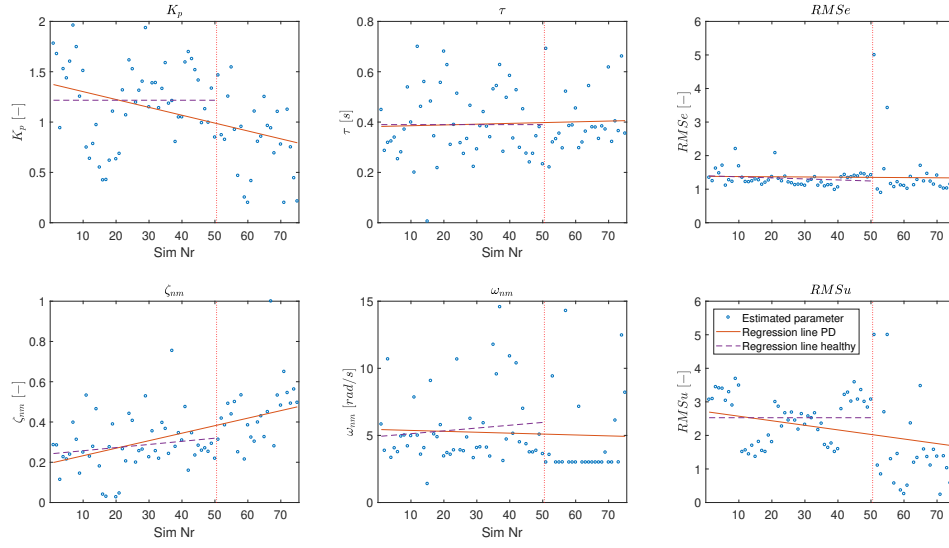 K_p
τ
RMSe
K_p [−]
2
1.5
1
0.5
0
10 20 30 40 50 60 70
Sim Nr
τ [s]
0.8
0.6
0.4
0.2
0
10 20 30 40 50 60 70
Sim Nr
RMSe [−]
6
5
4
3
2
1
0
10 20 30 40 50 60 70
ζ_nm
ω_nm
RMSu
ζ_nm [−]
1
0.8
0.6
0.4
0.2
0
10 20 30 40 50 60 70
Sim Nr
ω_nm [rad/s]
15
10
5
0
10 20 30 40 50 60 70
Sim Nr
RMSu [−]
6
5
4
3
2
1
0
10 20 30 40 50 60 70
Estimated parameter
Regression line PD
Regression line healthy